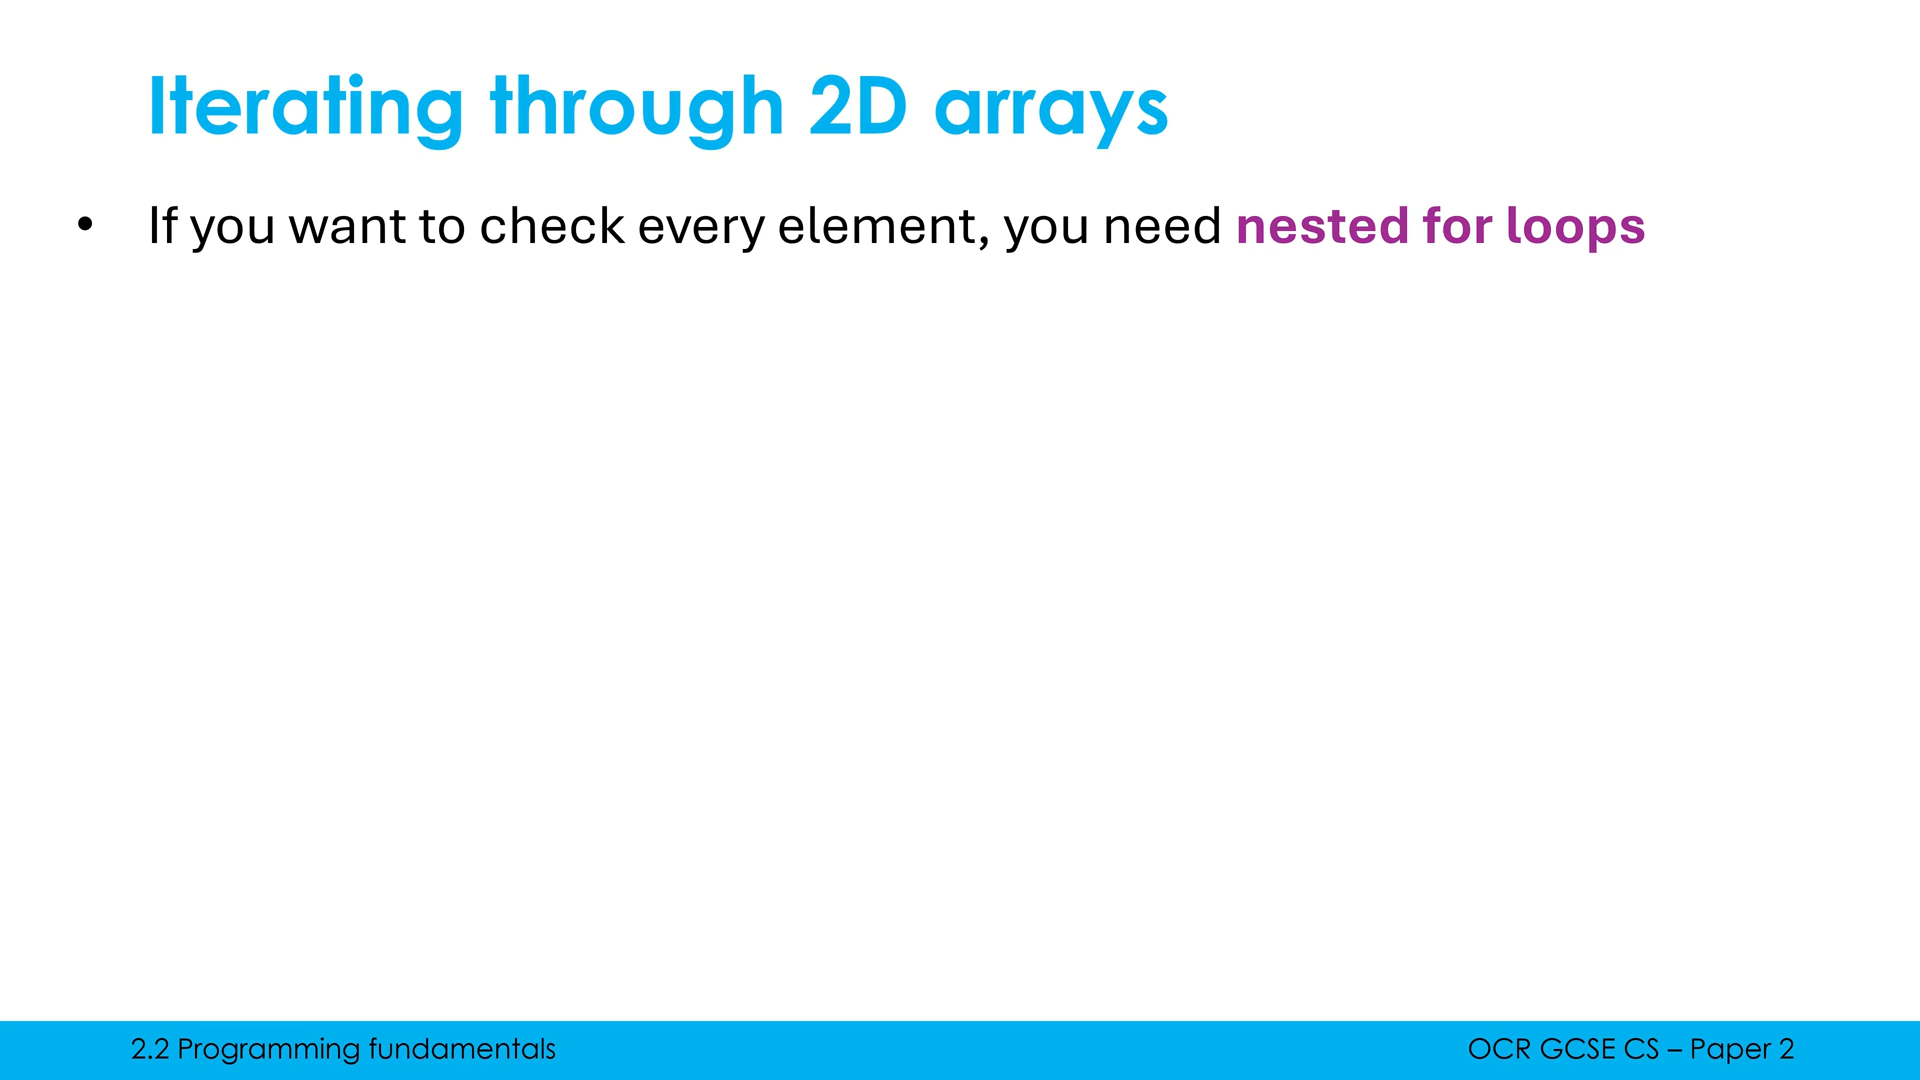 Iterating through 2D arrays
• If you want to check every element, you need nested for loops
2.2 Programming fundamentals
OCR GCSE CS – Paper 2